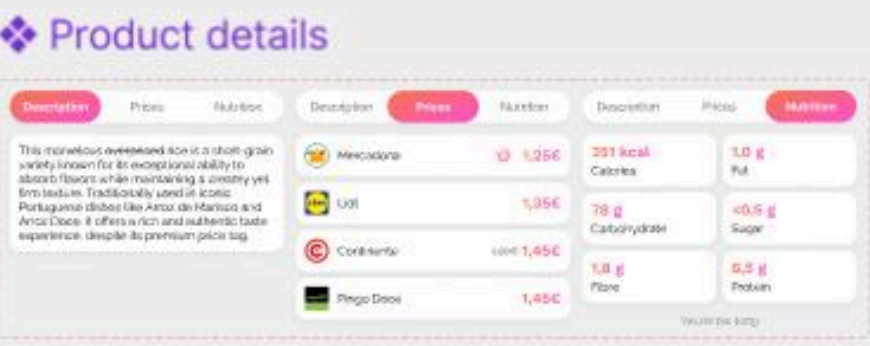 Product details
Description Prices Nutrition
This marvelous overpriced rice is a short-grain
variety known for its exceptional ability to
absorb flavors while maintaining a creamy yet
firm texture. Traditionally used in iconic
Portuguese dishes like Arroz de Marisco and
Arroz Doce, it offers a rich and authentic taste
experience, despite its premium price tag.
Description Prices Nutrition
Mercadona 1,25€
Lidl 1,35€
Continente 1,45€
Pingo Doce 1,45€
Description Prices Nutrition
351 kcal
Calories
1,0 g
Fat
78 g
Carbohydrate
<0,5 g
Sugar
1,8 g
Fibre
6,5 g
Protein